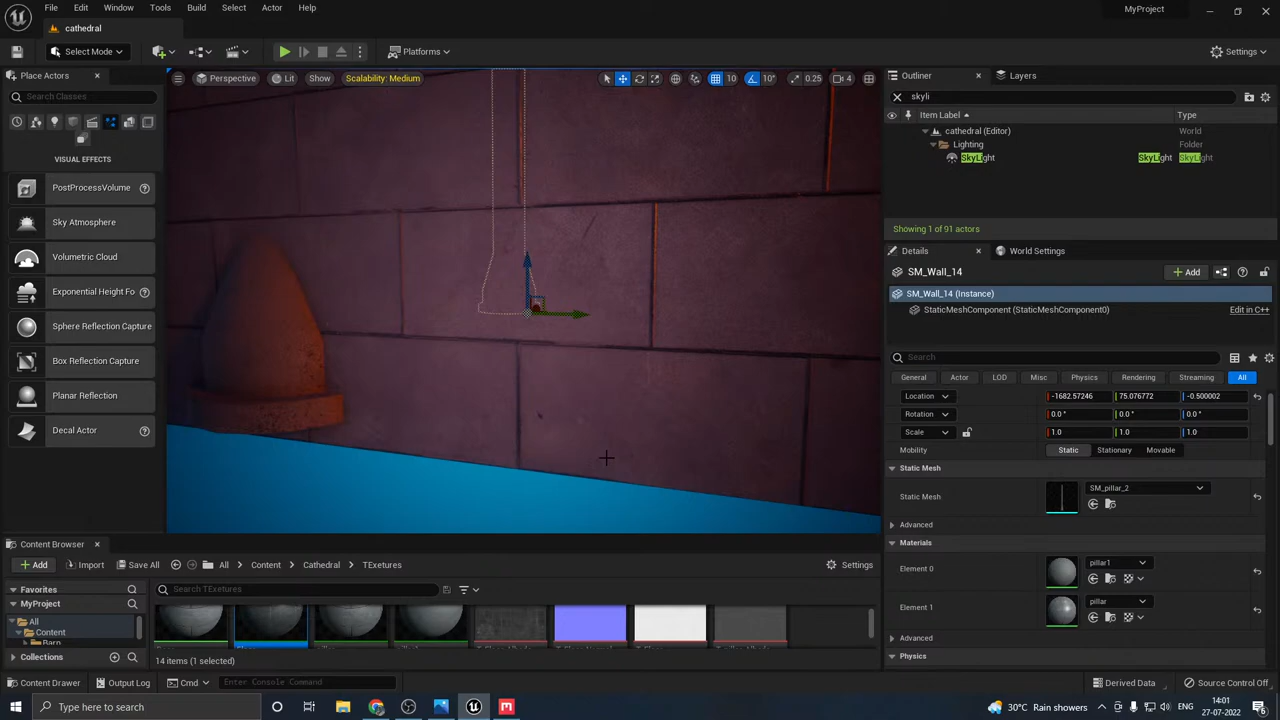 File Edit Window Tools Build Select Actor Help
MyProject
cathedral
Select Mode
Platforms
Settings
Place Actors
Search Classes
VISUAL EFFECTS
PostProcessVolume
Sky Atmosphere
Volumetric Cloud
Exponential Height Fo
Sphere Reflection Capture
Box Reflection Capture
Planar Reflection
Decal Actor
Perspective
Lit
Show
Scalability: Medium
10
10°
0.25
4
Outliner
Layers
skyli
Item Label
Type
cathedral (Editor)
World
Lighting
Folder
SkyLight
SkyLight
SkyLight
Showing 1 of 91 actors
Details
World Settings
SM_Wall_14
Add
SM_Wall_14 (Instance)
StaticMeshComponent (StaticMeshComponent0)
Edit in C++
Search
General
Actor
LOD
Misc
Physics
Rendering
Streaming
All
Location
-1682.57246
75.076772
-0.500002
Rotation
0.0 °
0.0 °
0.0 °
Scale
1.0
1.0
1.0
Mobility
Static
Stationary
Movable
Static Mesh
Static Mesh
SM_pillar_2
Advanced
Materials
Element 0
pillar1
Element 1
pillar
Advanced
Physics
Content Browser
Add
Import
Save All
All
Content
Cathedral
TExtures
Settings
Favorites
MyProject
All
Content
Barn
Collections
Search TExetures
14 items (1 selected)
Content Drawer
Output Log
Cmd
Enter Console Command
Derived Data
Source Control Off
Type here to search
30°C Rain showers
ENG
14:01
27-07-2022